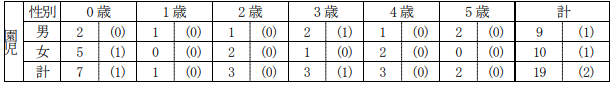 園児 性別 0歳 1歳 2歳 3歳 4歳 5歳 計
男 2 (0) 1 (0) 1 (0) 2 (1) 1 (0) 2 (0) 9 (1)
女 5 (1) 0 (0) 2 (0) 1 (0) 2 (0) 0 (0) 10 (1)
計 7 (1) 1 (0) 3 (0) 3 (1) 3 (0) 2 (0) 19 (2)